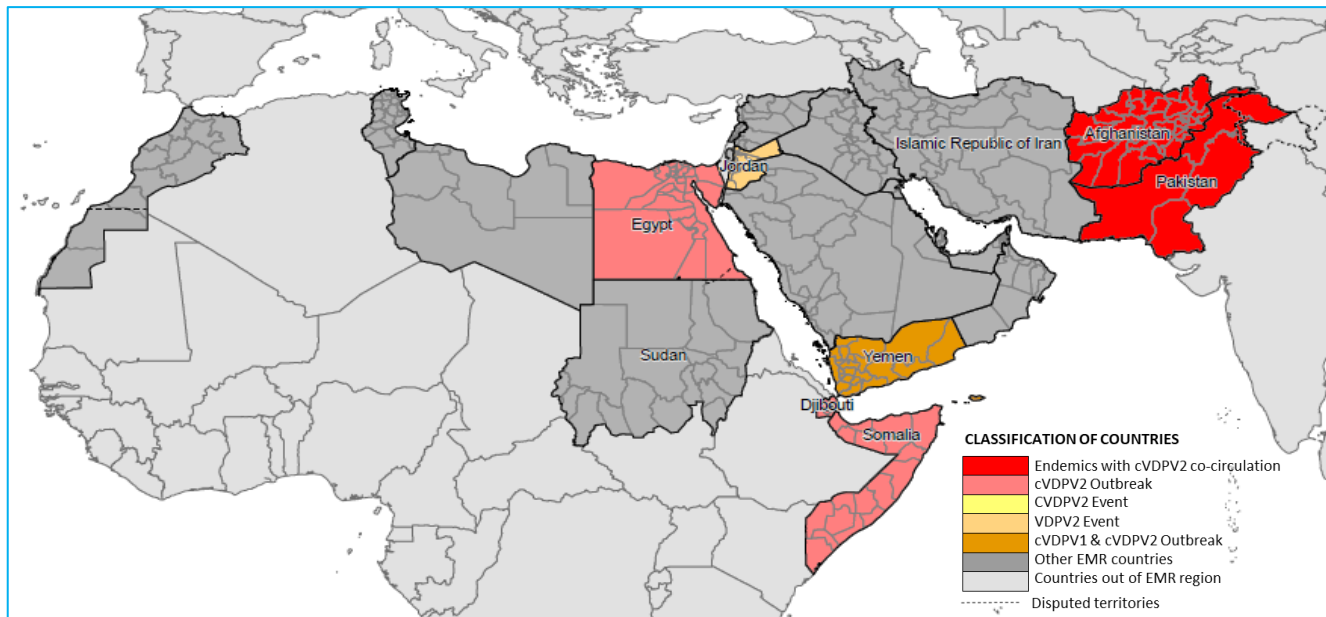 Islamic Republic of Iran
Afghanistan
Pakistan
Jordan
Egypt
Sudan
Yemen
Djibouti
Somalia
CLASSIFICATION OF COUNTRIES
Endemics with cVDPV2 co-circulation
cVDPV2 Outbreak
CVDPV2 Event
VDPV2 Event
cVDPV1 & cVDPV2 Outbreak
Other EMR countries
Countries out of EMR region
Disputed territories